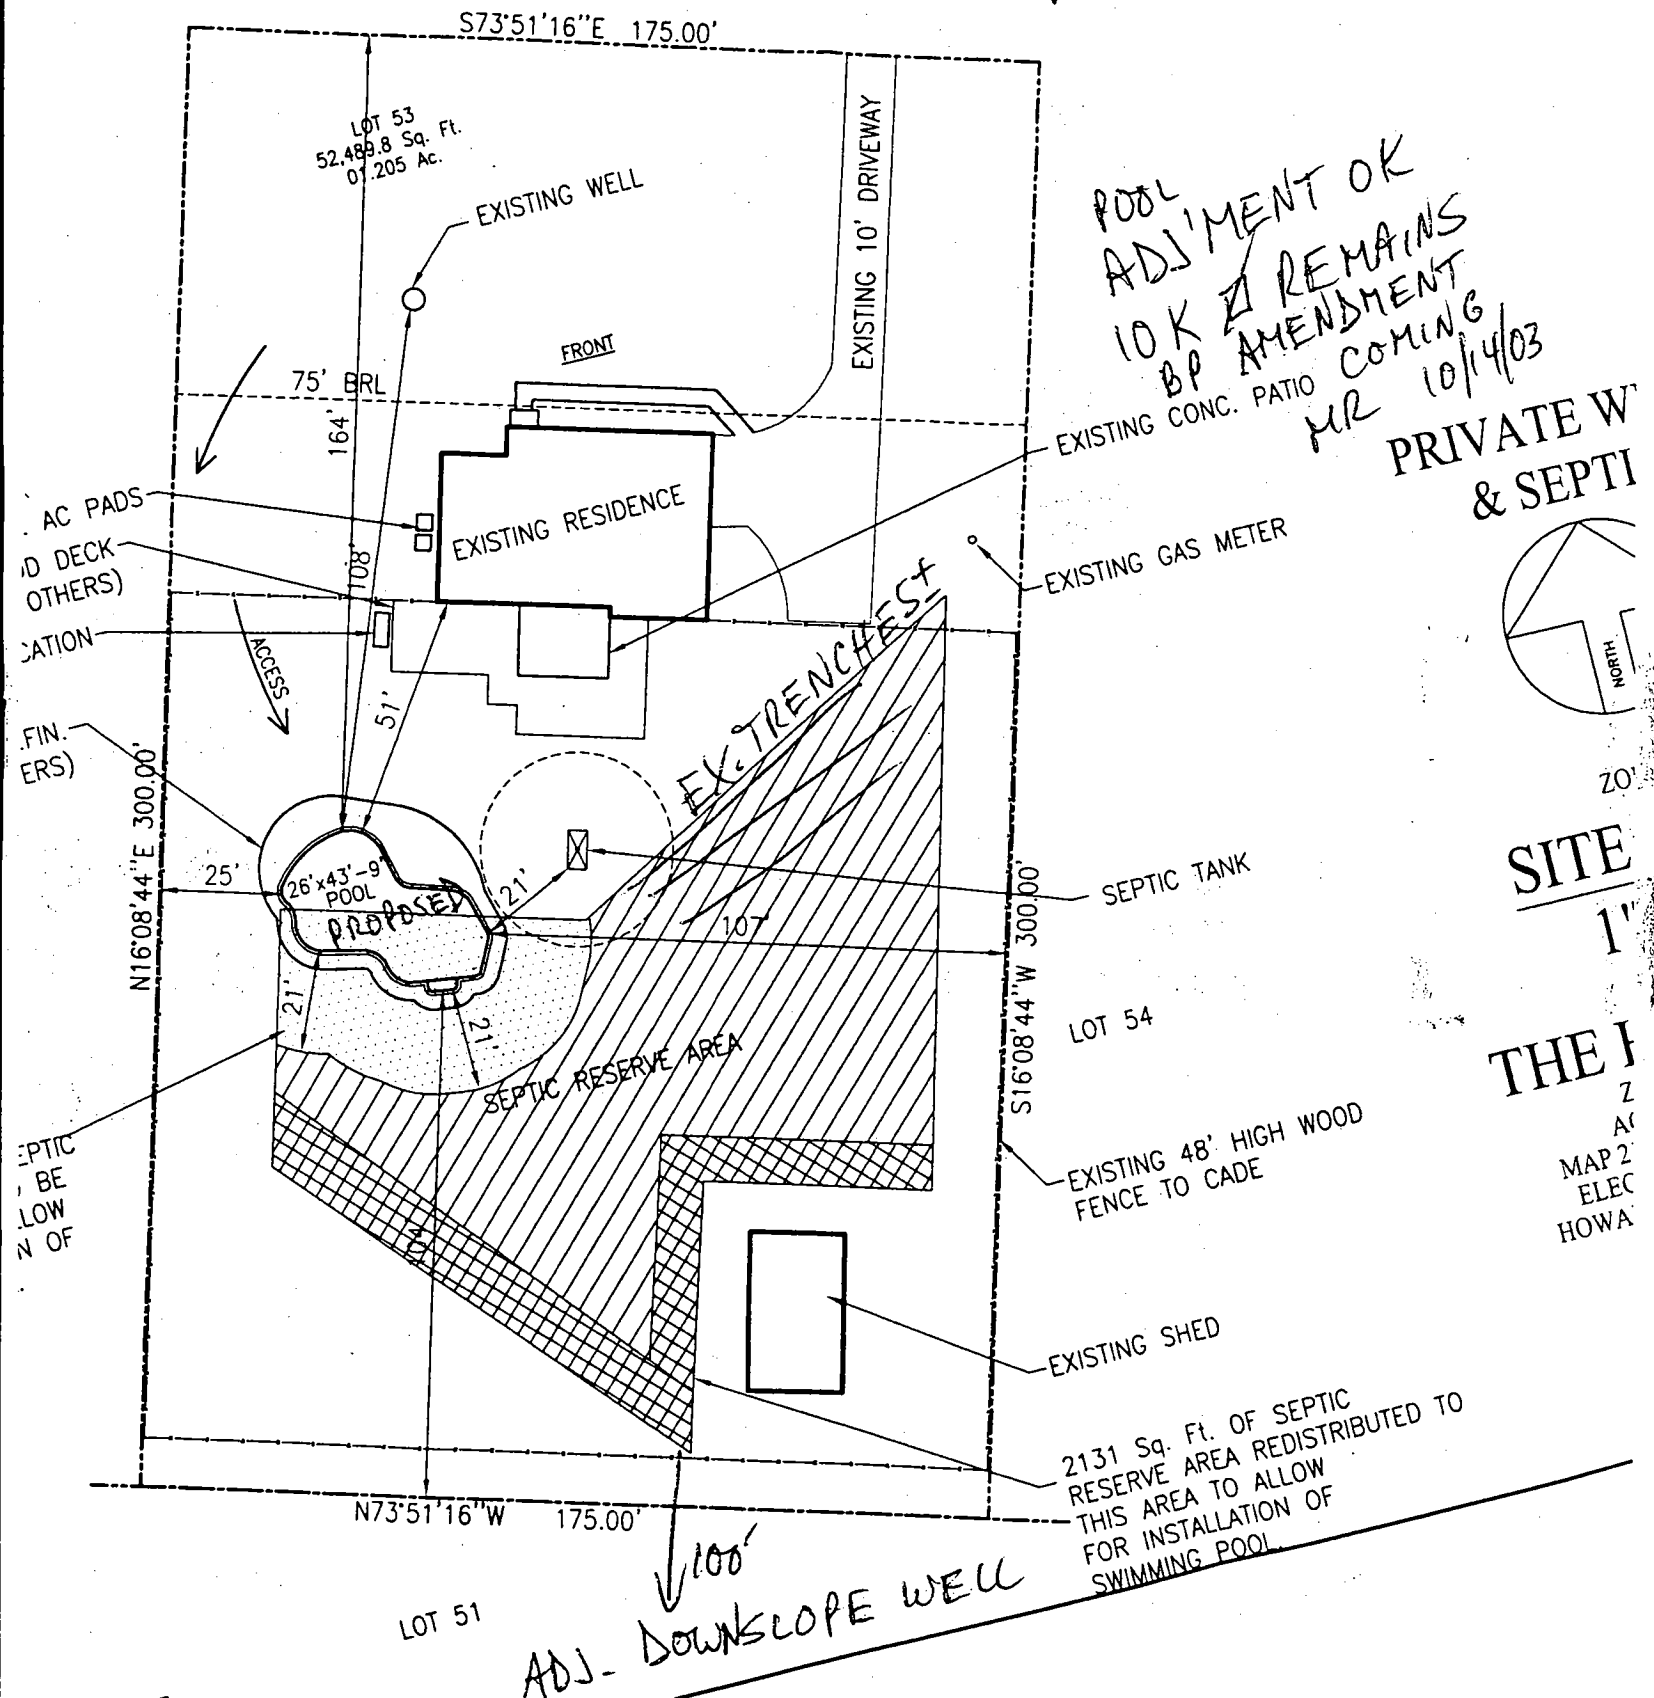 S73°51'16"E 175.00'
LOT 53
52,489.8 Sq. Ft.
01.205 Ac.
EXISTING WELL
EXISTING 10' DRIVEWAY
POOL
ADJ'MENT OK
10K REMAINS
BP AMENDMENT
COMING
MR 10/14/03
FRONT
75' BRL
164'
EXISTING CONC. PATIO
PRIVATE W
& SEPTI
AC PADS
D DECK
OTHERS)
CATION
EXISTING RESIDENCE
108'
EXISTING GAS METER
NORTH
ACCESS
51'
EX. TRENCHES±
.FIN.
ERS)
N16°08'44"E 300.00'
25'
26'x43'-9"
POOL
PROPOSED
21'
SEPTIC TANK
107'
S16°08'44"W 300.00'
ZO
SITE
1"
21'
21'
SEPTIC RESERVE AREA
LOT 54
THE
EPTIC
, BE
LOW
N OF
EXISTING 48" HIGH WOOD
FENCE TO CADE
MAP 2
ELEC
HOWA
EXISTING SHED
2131 Sq. Ft. OF SEPTIC
RESERVE AREA REDISTRIBUTED TO
THIS AREA TO ALLOW
FOR INSTALLATION OF
SWIMMING POOL.
N73°51'16"W 175.00'
100'
LOT 51
ADJ- DOWNSLOPE WELL